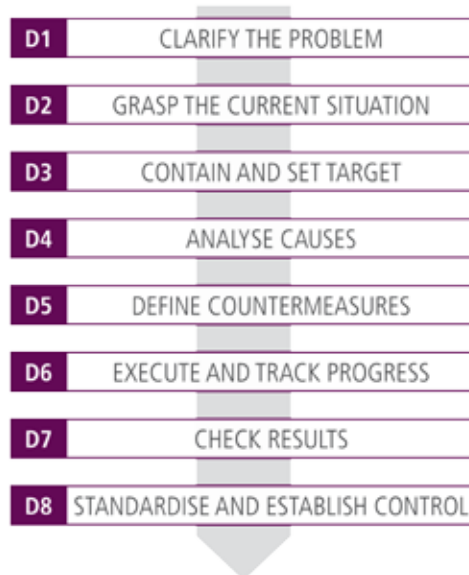 D1 CLARIFY THE PROBLEM
D2 GRASP THE CURRENT SITUATION
D3 CONTAIN AND SET TARGET
D4 ANALYSE CAUSES
D5 DEFINE COUNTERMEASURES
D6 EXECUTE AND TRACK PROGRESS
D7 CHECK RESULTS
D8 STANDARDISE AND ESTABLISH CONTROL